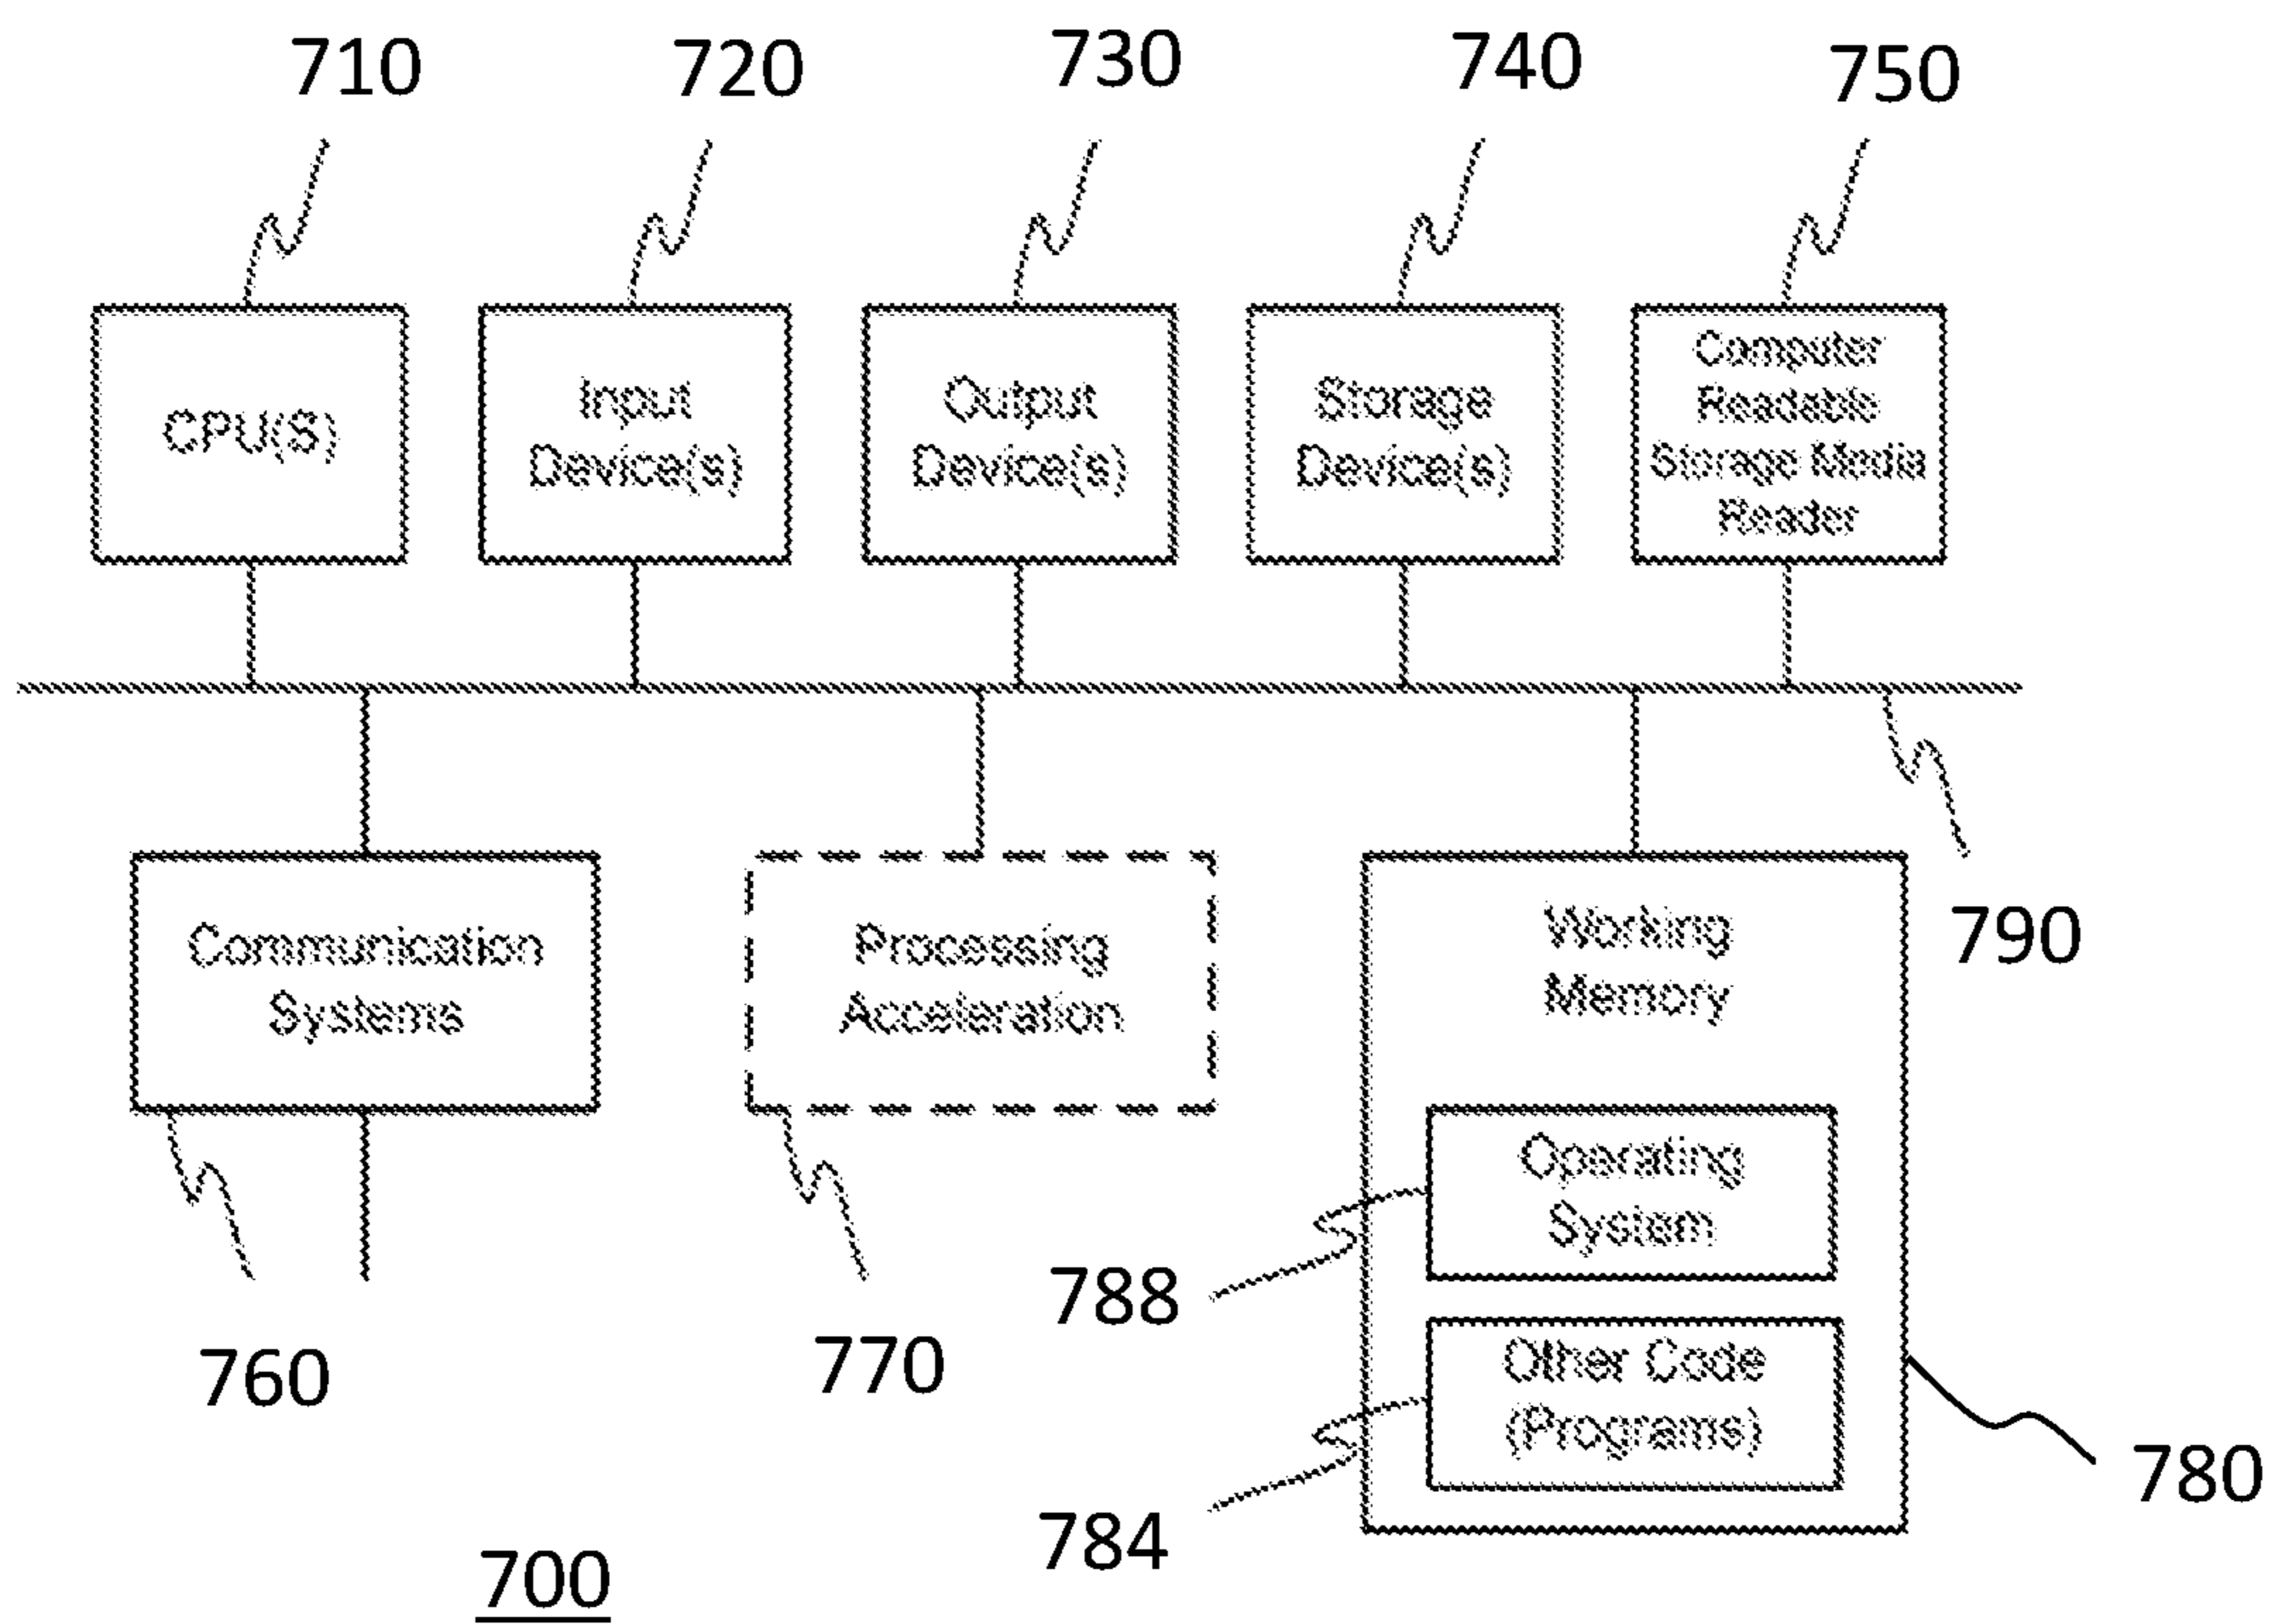 710
720
730
740
750
CPU(S)
Input
Device(s)
Output
Device(s)
Storage
Device(s)
Computer
Readable
Storage Media
Reader
790
Communication
Systems
Processing
Acceleration
Working
Memory
Operating
System
788
Other Code
(Programs)
760
770
780
784
700